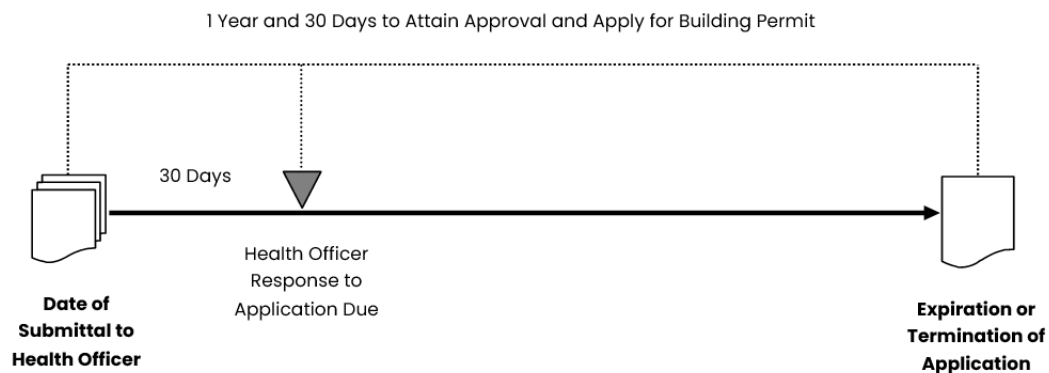 1 Year and 30 Days to Attain Approval and Apply for Building Permit
30 Days
Health Officer
Response to
Application Due
Date of
Submittal to
Health Officer
Expiration or
Termination of
Application